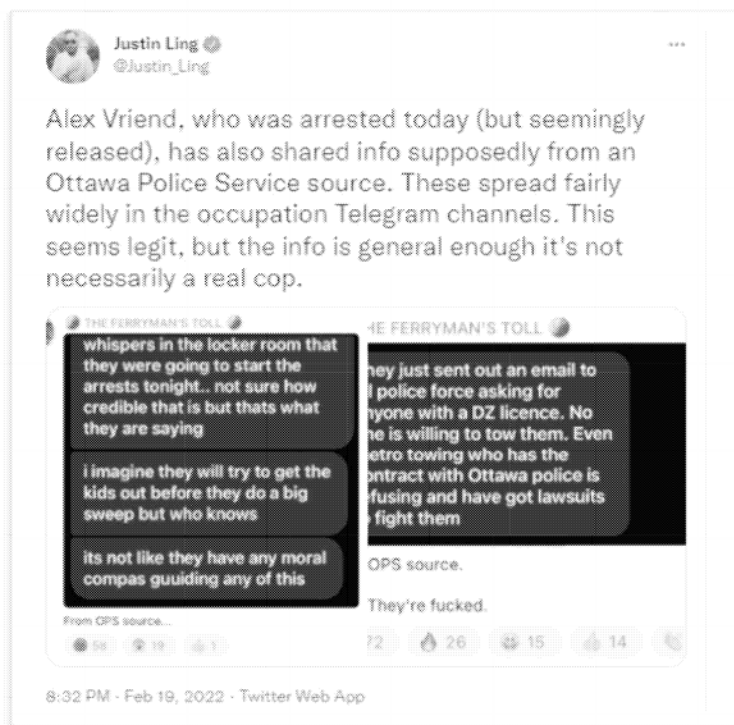 Justin Ling
@Justin_Ling
Alex Vriend, who was arrested today (but seemingly
released), has also shared info supposedly from an
Ottawa Police Service source. These spread fairly
widely in the occupation Telegram channels. This
seems legit, but the info is general enough it's not
necessarily a real cop.
THE FERRYMAN'S TOLL
whispers in the locker room that
they were going to start the
arrests tonight.. not sure how
credible that is but thats what
they are saying
i imagine they will try to get the
kids out before they do a big
sweep but who knows
its not like they have any moral
compas guuiding any of this
From OPS source...
58 19 1
HE FERRYMAN'S TOLL
hey just sent out an email to
l police force asking for
nyone with a DZ licence. No
ne is willing to tow them. Even
etro towing who has the
ontract with Ottawa police is
fusing and have got lawsuits
fight them
OPS source.
They're fucked.
72 26 15 14
8:32 PM · Feb 19, 2022 · Twitter Web App